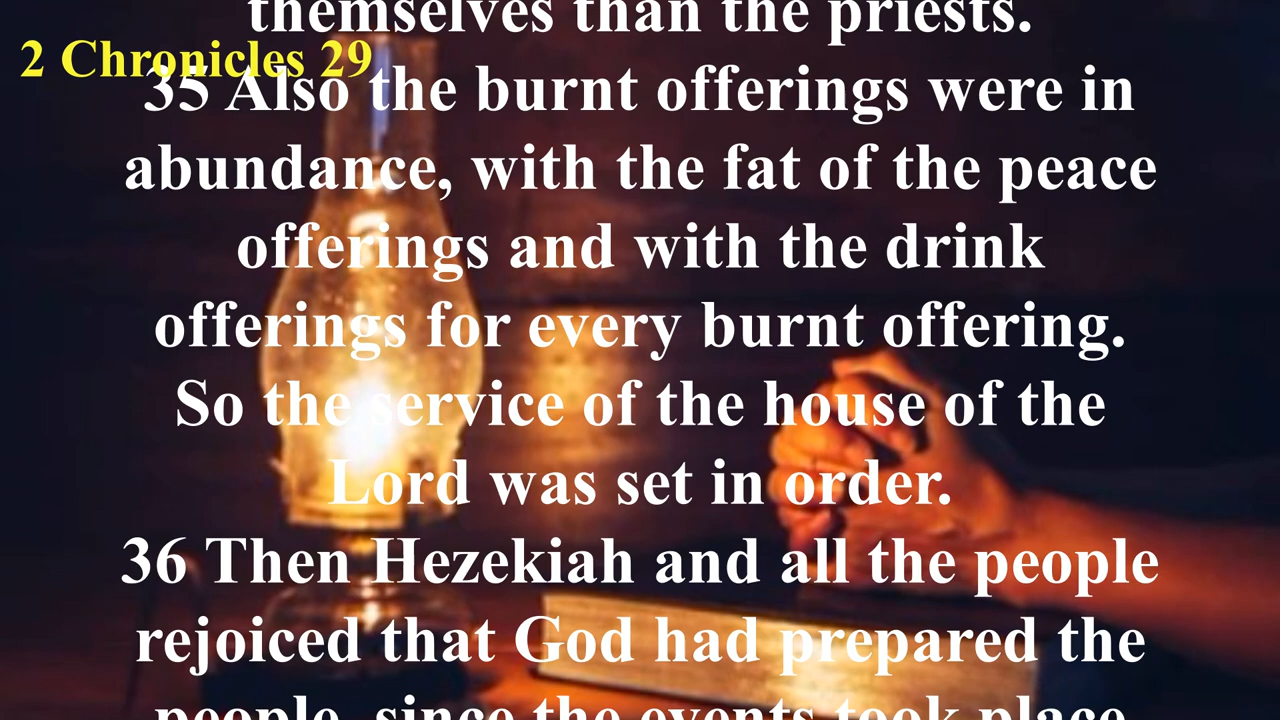 themselves than the priests.
2 Chronicles 29
35 Also the burnt offerings were in
abundance, with the fat of the peace
offerings and with the drink
offerings for every burnt offering.
So the service of the house of the
Lord was set in order.
36 Then Hezekiah and all the people
rejoiced that God had prepared the
people, since the events took place